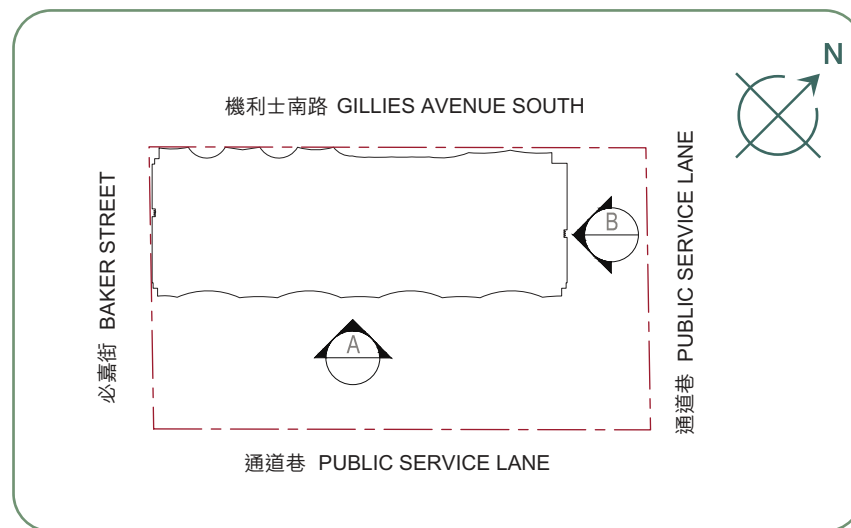 N
機利士南路 GILLIES AVENUE SOUTH
必嘉街 BAKER STREET
B
通道巷 PUBLIC SERVICE LANE
A
通道巷 PUBLIC SERVICE LANE